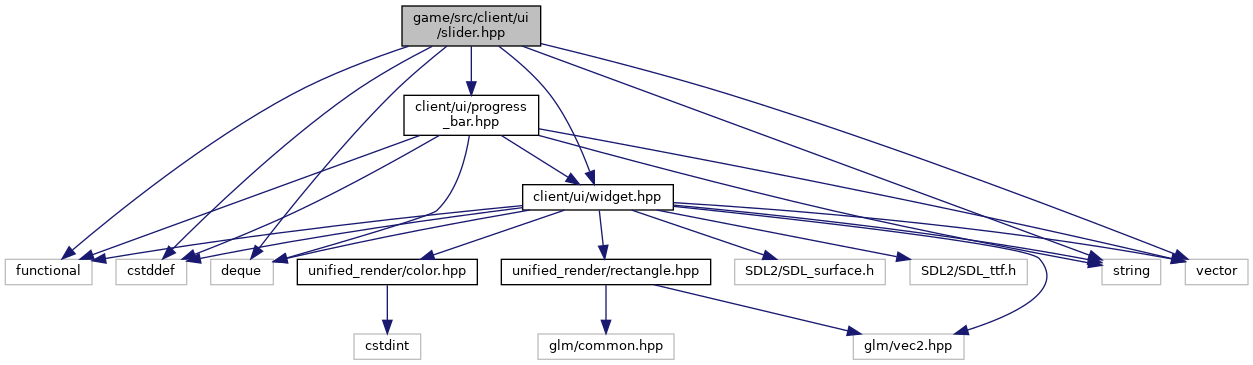 game/src/client/ui
/slider.hpp
client/ui/progress
_bar.hpp
client/ui/widget.hpp
functional
cstddef
deque
unified_render/color.hpp
unified_render/rectangle.hpp
SDL2/SDL_surface.h
SDL2/SDL_ttf.h
string
vector
cstdint
glm/common.hpp
glm/vec2.hpp